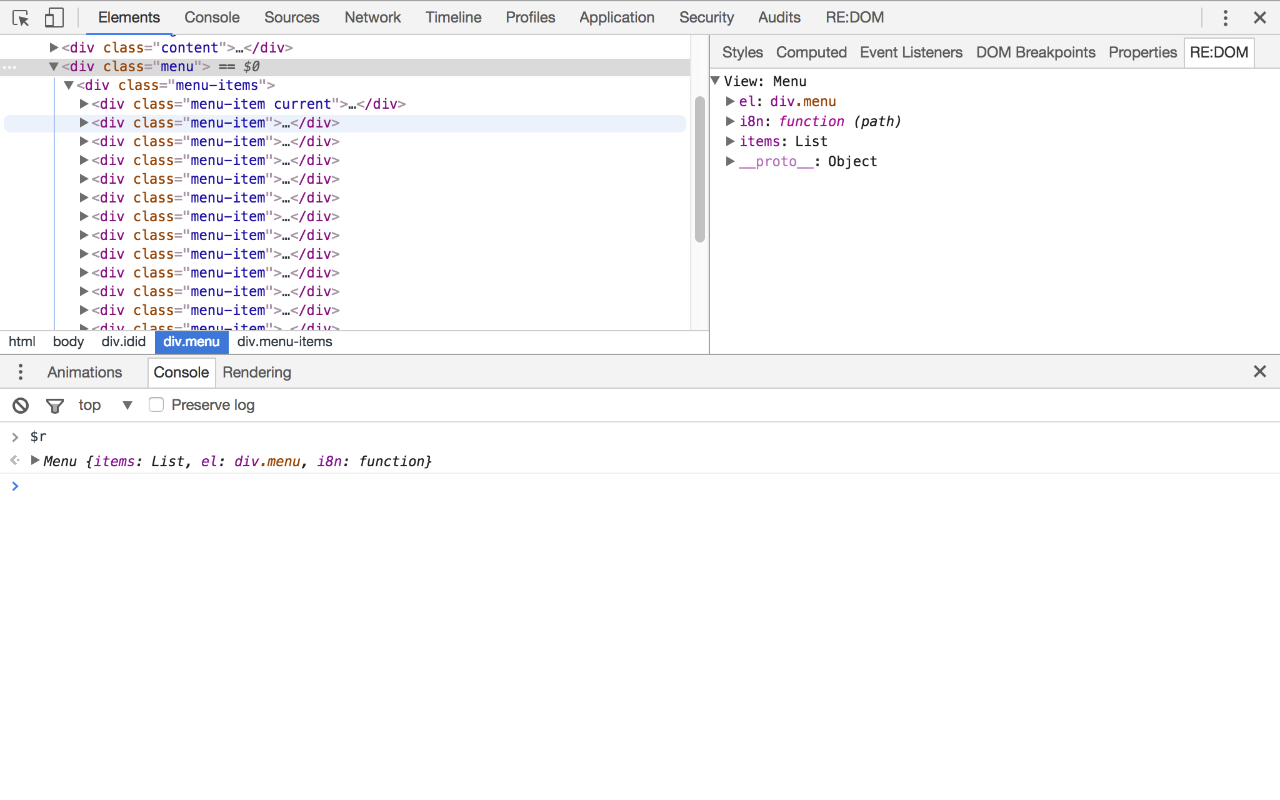 Elements Console Sources Network Timeline Profiles Application Security Audits RE:DOM
▶<div class="content">…</div>
… ▼<div class="menu"> == $0
▼<div class="menu-items">
▶<div class="menu-item current">…</div>
▶<div class="menu-item">…</div>
▶<div class="menu-item">…</div>
▶<div class="menu-item">…</div>
▶<div class="menu-item">…</div>
▶<div class="menu-item">…</div>
▶<div class="menu-item">…</div>
▶<div class="menu-item">…</div>
▶<div class="menu-item">…</div>
▶<div class="menu-item">…</div>
▶<div class="menu-item">…</div>
▶<div class="menu-item">…</div>
▶<div class="menu-item">…</div>
html body div.idid div.menu div.menu-items
Styles Computed Event Listeners DOM Breakpoints Properties RE:DOM
▼View: Menu
▶el: div.menu
▶i8n: function (path)
▶items: List
▶__proto__: Object
Animations Console Rendering
top ▼ Preserve log
> $r
▶Menu {items: List, el: div.menu, i8n: function}
>